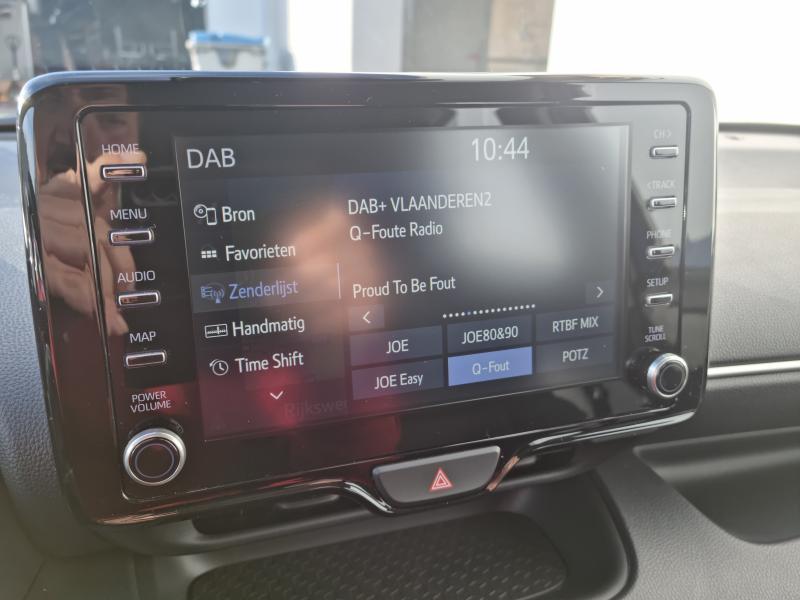 HOME
MENU
AUDIO
MAP
POWER
VOLUME
DAB
10:44
Bron
Favorieten
Zenderlijst
Handmatig
Time Shift
DAB+ VLAANDEREN2
Q-Foute Radio
Proud To Be Fout
JOE
JOE80&90
RTBF MIX
JOE Easy
Q-Fout
POTZ
CH >
< TRACK
PHONE
SETUP
TUNE
SCROLL